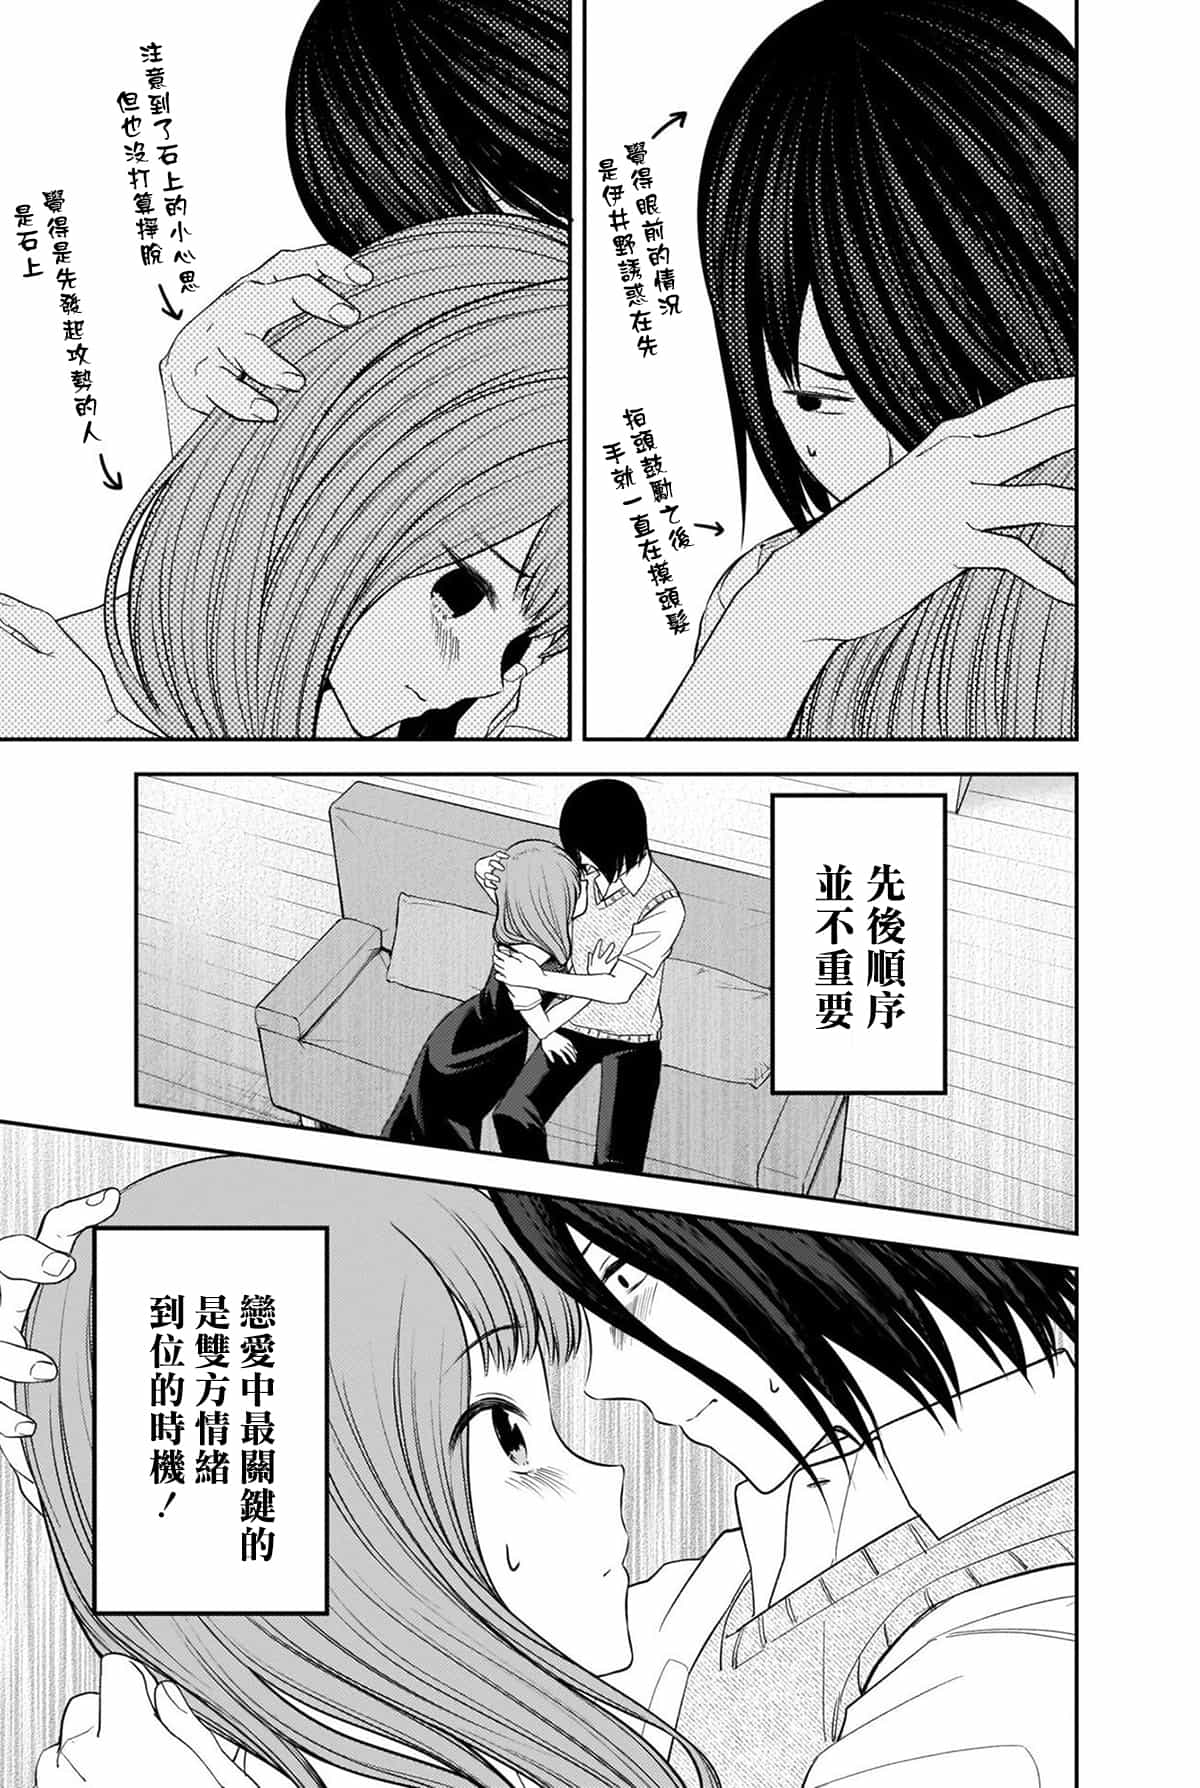 覺得眼前的情況
是伊井野誘惑在先
拍頭鼓勵之後
手就一直在摸頭髮
注意到了石上的小心思
但也沒打算掙脫
覺得是先發起攻勢的人
是石上
先後順序
並不重要
戀愛中最關鍵的
是雙方情緒
到位的時機！